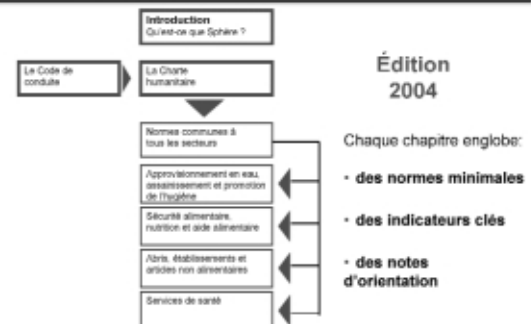 Introduction
Qu'est-ce que Sphère ?
Le Code de
conduite
La Charte
humanitaire
Édition
2004
Normes communes à
tous les secteurs
Chaque chapitre englobe:
Approvisionnement en eau,
assainissement et promotion
de l'hygiène
• des normes minimales
Sécurité alimentaire,
nutrition et aide alimentaire
• des indicateurs clés
Abris, établissements et
articles non alimentaires
• des notes
d'orientation
Services de santé